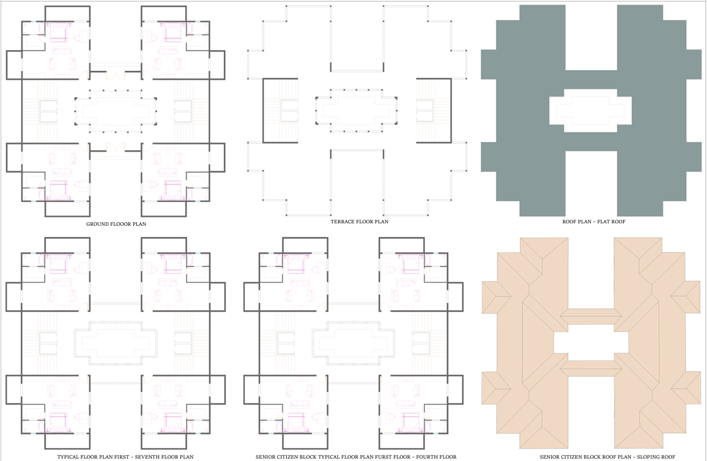 GROUND FLOOOR PLAN
TERRACE FLOOR PLAN
ROOF PLAN – FLAT ROOF
TYPICAL FLOOR PLAN FIRST – SEVENTH FLOOR PLAN
SENIOR CITIZEN BLOCK TYPICAL FLOOR PLAN FURST FLOOR – FOURTH FLOOR
SENIOR CITIZEN BLOCK ROOF PLAN – SLOPING ROOF